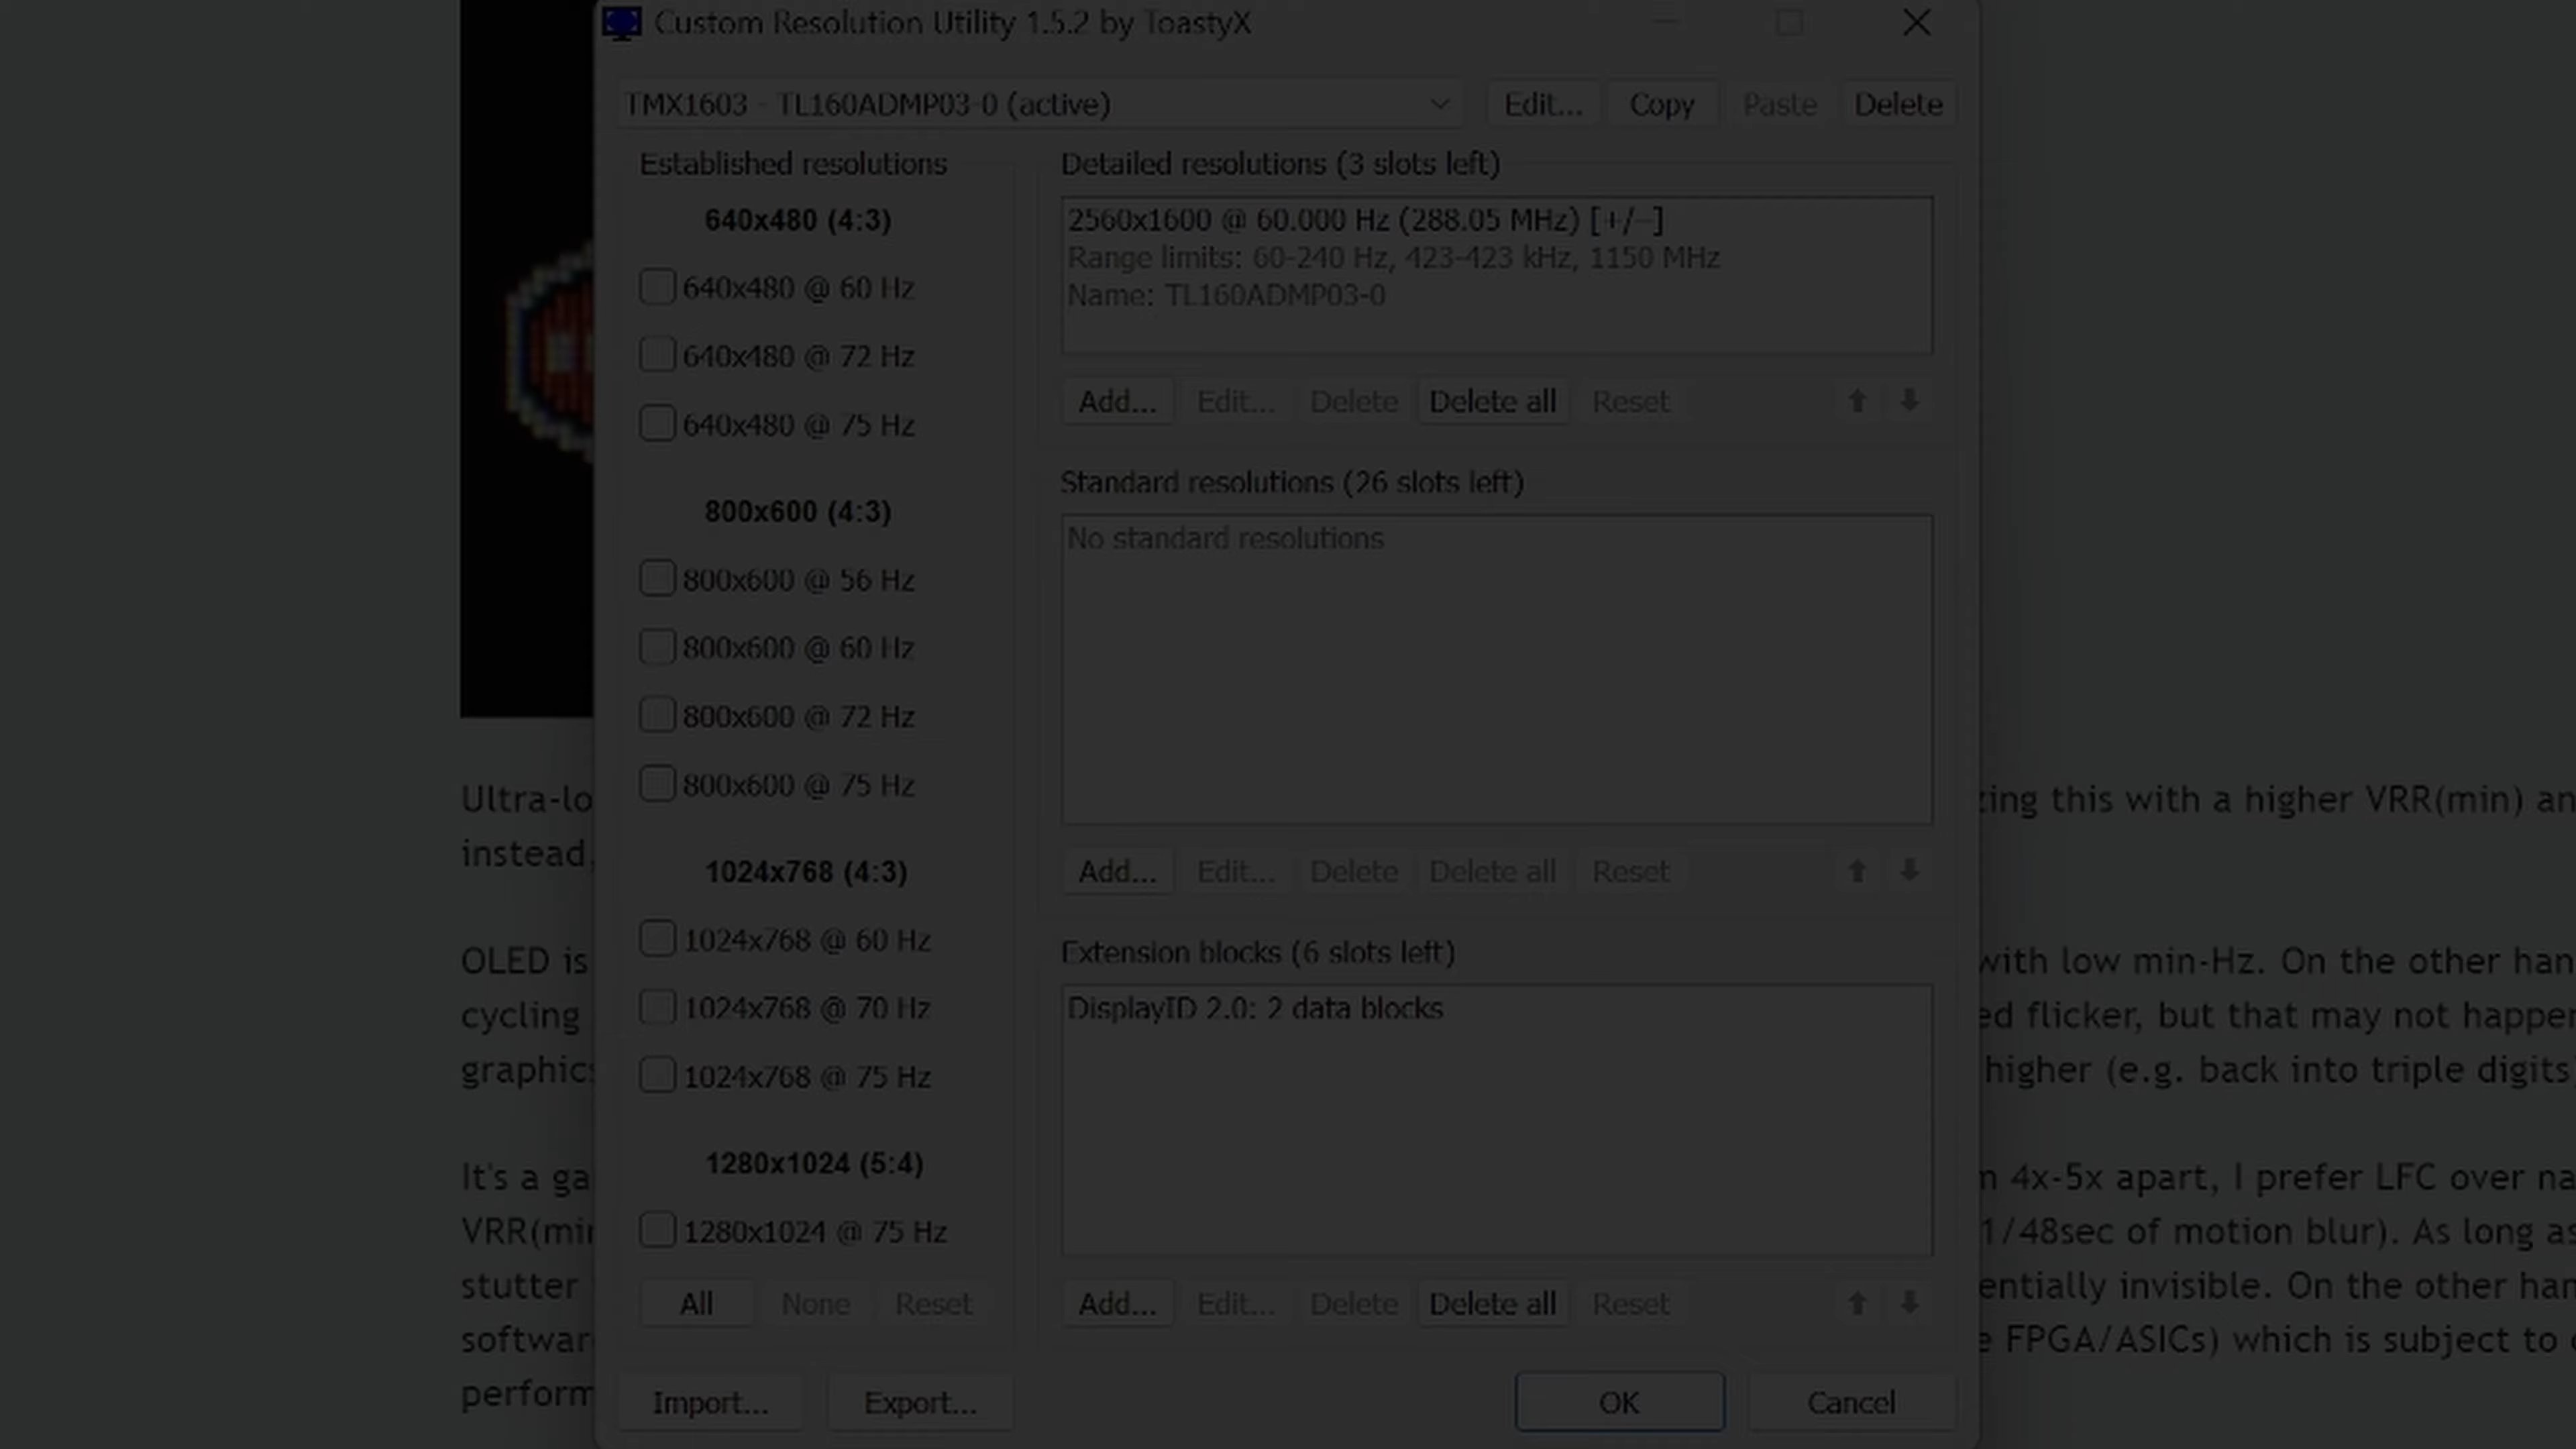 Custom Resolution Utility 1.5.2 by ToastyX
TMX1603 - TL160ADMP03-0 (active)
Edit...
Copy
Paste
Delete
Established resolutions
640x480 (4:3)
640x480 @ 60 Hz
640x480 @ 72 Hz
640x480 @ 75 Hz
800x600 (4:3)
800x600 @ 56 Hz
800x600 @ 60 Hz
800x600 @ 72 Hz
800x600 @ 75 Hz
1024x768 (4:3)
1024x768 @ 60 Hz
1024x768 @ 70 Hz
1024x768 @ 75 Hz
1280x1024 (5:4)
1280x1024 @ 75 Hz
All
None
Reset
Detailed resolutions (3 slots left)
2560x1600 @ 60.000 Hz (288.05 MHz) [+/-]
Range limits: 60-240 Hz, 423-423 kHz, 1150 MHz
Name: TL160ADMP03-0
Add...
Edit...
Delete
Delete all
Reset
Standard resolutions (26 slots left)
No standard resolutions
Add...
Edit...
Delete
Delete all
Reset
Extension blocks (6 slots left)
DisplayID 2.0: 2 data blocks
Add...
Edit...
Delete
Delete all
Reset
Import...
Export...
OK
Cancel
Ultra-lo
instead,
OLED is
cycling
graphics
It's a ga
VRR(min
stutter
software
perform
zing this with a higher VRR(min) an
with low min-Hz. On the other han
ed flicker, but that may not happen
higher (e.g. back into triple digits
n 4x-5x apart, I prefer LFC over na
1/48sec of motion blur). As long as
entially invisible. On the other han
e FPGA/ASICs) which is subject to